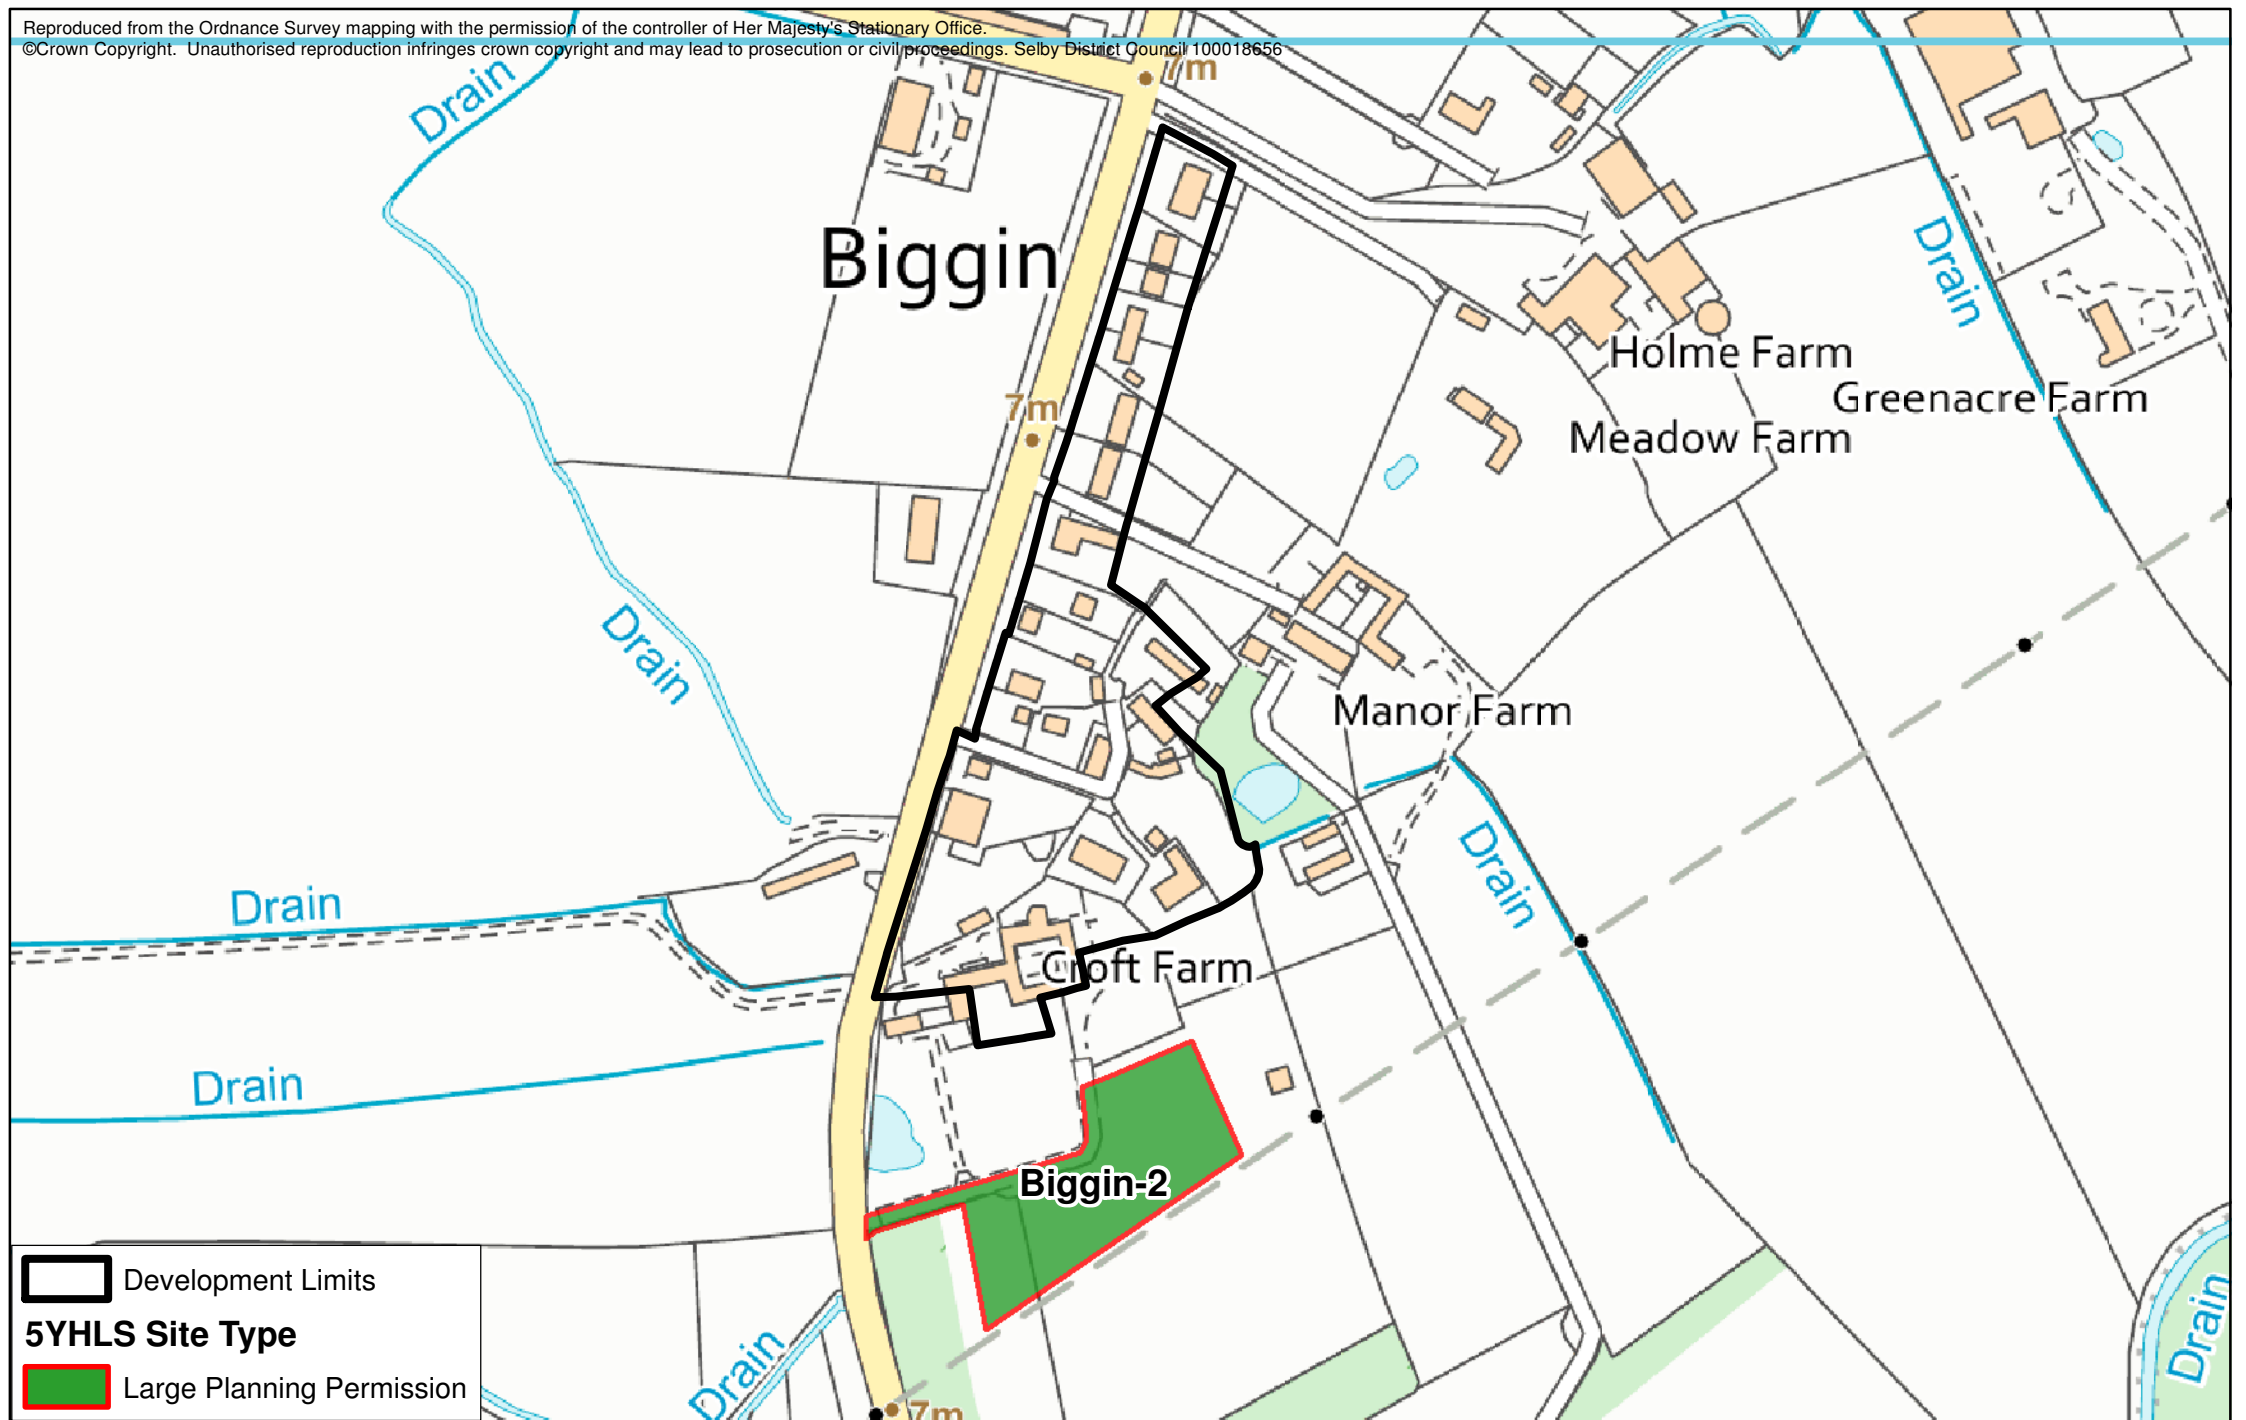 Reproduced from the Ordnance Survey mapping with the permission of the controller of Her Majesty's Stationary Office.
©Crown Copyright.  Unauthorised reproduction infringes crown copyright and may lead to prosecution or civil proceedings. Selby District Council 100018656
7m
Drain
Biggin
Drain
Holme Farm
Greenacre Farm
7m
Meadow Farm
Drain
Manor Farm
Drain
Drain
Croft Farm
Drain
Biggin-2
Development Limits
5YHLS Site Type
Large Planning Permission
Drain
Drain
7m